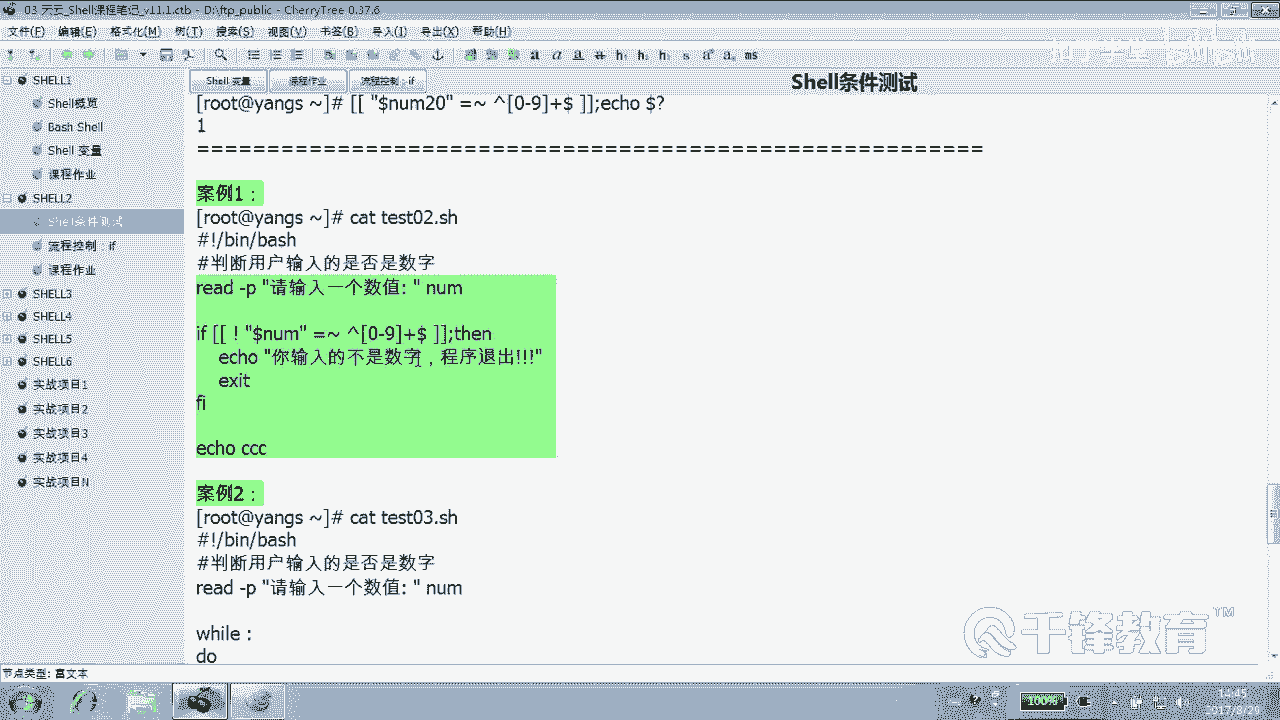 03_天云_Shell课程笔记_v11.1.ctb - D:\ftp_public - CherryTree 0.37.6
文件(F) 编辑(E) 格式化(M) 树(T) 搜索(S) 视图(V) 书签(B) 导入(I) 导出(X) 帮助(H)
SHELL1
Shell概览
Bash Shell
Shell 变量
课程作业
SHELL2
Shell条件测试
流程控制：if
课程作业
SHELL3
SHELL4
SHELL5
SHELL6
实战项目1
实战项目2
实战项目3
实战项目4
实战项目N
Shell 变量 课程作业 流程控制：if
Shell条件测试
[root@yangs ~]# [[ "$num20" =~ ^[0-9]+$ ]];echo $?
1
========================================================
案例1：
[root@yangs ~]# cat test02.sh
#!/bin/bash
#判断用户输入的是否是数字
read -p "请输入一个数值: " num
if [[ ! "$num" =~ ^[0-9]+$ ]];then
echo "你输入的不是数字，程序退出!!!"
exit
fi
echo ccc
案例2：
[root@yangs ~]# cat test03.sh
#!/bin/bash
#判断用户输入的是否是数字
read -p "请输入一个数值: " num
while :
do
千锋教育™
节点类型: 富文本
100%
14:45
2017/8/29